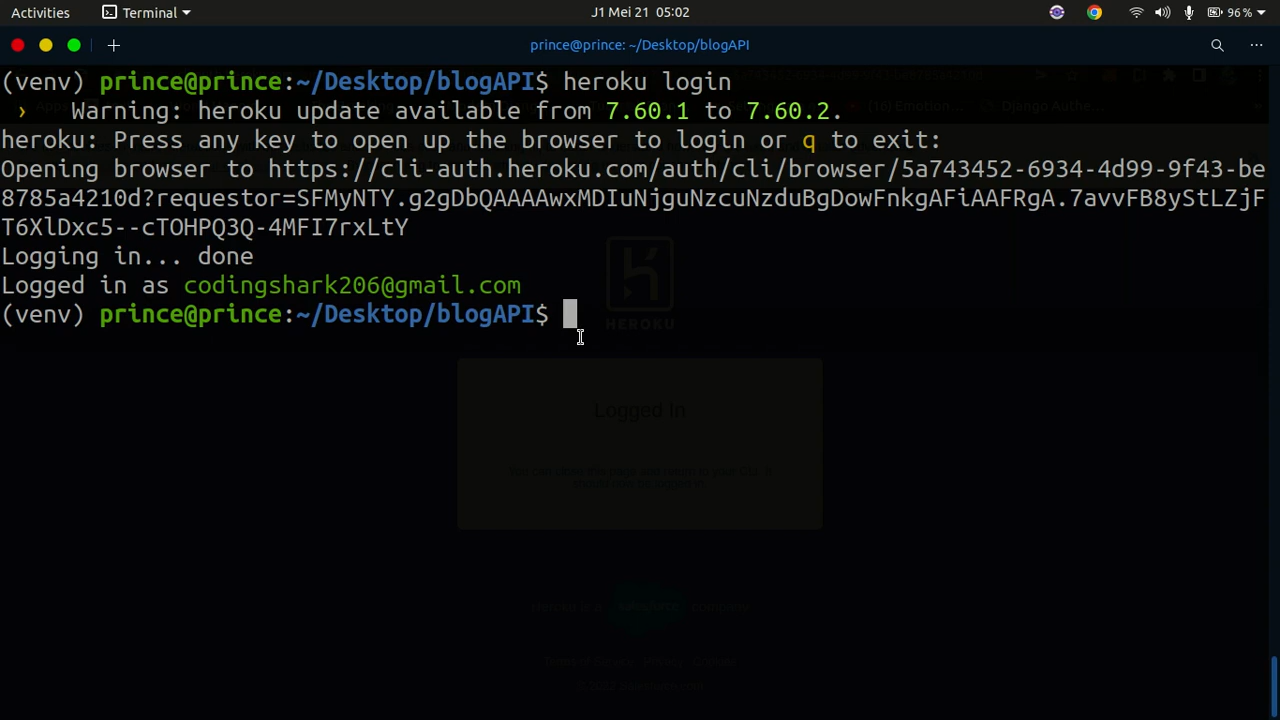 Activities Terminal J1 Mei 21 05:02 96%
prince@prince: ~/Desktop/blogAPI
(venv) prince@prince:~/Desktop/blogAPI$ heroku login
› Warning: heroku update available from 7.60.1 to 7.60.2.
heroku: Press any key to open up the browser to login or q to exit:
Opening browser to https://cli-auth.heroku.com/auth/cli/browser/5a743452-6934-4d99-9f43-be
8785a4210d?requestor=SFMyNTY.g2gDbQAAAAwxMDIuNjguNzcuNzduBgDowFnkgAFiAAFRgA.7avvFB8yStLZjF
T6XlDxc5--cTOHPQ3Q-4MFI7rxLtY
Logging in... done
Logged in as codingshark206@gmail.com
(venv) prince@prince:~/Desktop/blogAPI$
HEROKU
Logged In